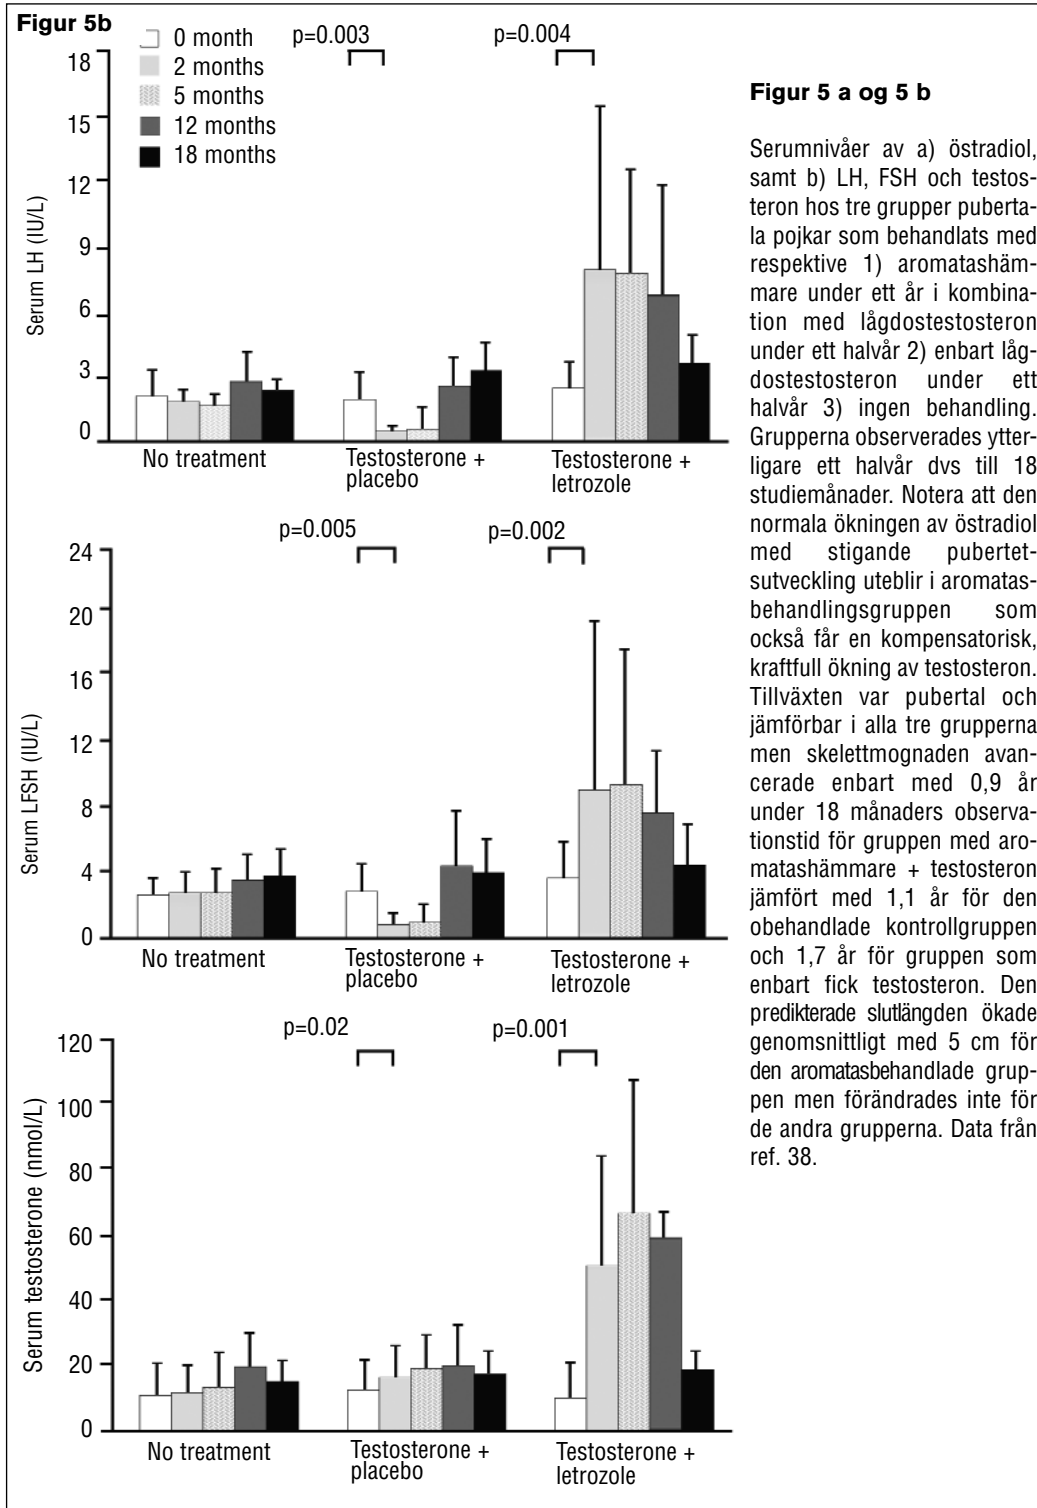 Figur 5b
0 month
2 months
5 months
12 months
18 months
p=0.003
p=0.004
18
15
12
9
6
3
0
Serum LH (IU/L)
No treatment
Testosterone +
placebo
Testosterone +
letrozole
p=0.005
p=0.002
24
20
16
12
8
4
0
Serum LFSH (IU/L)
No treatment
Testosterone +
placebo
Testosterone +
letrozole
p=0.02
p=0.001
120
100
80
60
40
20
0
Serum testosterone (nmol/L)
No treatment
Testosterone +
placebo
Testosterone +
letrozole
Figur 5 a og 5 b
Serumnivåer av a) östradiol,
samt b) LH, FSH och testos-
teron hos tre grupper puberta-
la pojkar som behandlats med
respektive 1) aromatashäm-
mare under ett år i kombina-
tion med lågdostestosteron
under ett halvår 2) enbart låg-
dostestosteron under ett
halvår 3) ingen behandling.
Grupperna observerades ytter-
ligare ett halvår dvs till 18
studiemånader. Notera att den
normala ökningen av östradiol
med stigande pubertet-
sutveckling uteblir i aromatas-
behandlingsgruppen som
också får en kompensatorisk,
kraftfull ökning av testosteron.
Tillväxten var pubertal och
jämförbar i alla tre grupperna
men skelettmognaden avan-
cerade enbart med 0,9 år
under 18 månaders observa-
tionstid för gruppen med aro-
matashämmare + testosteron
jämfört med 1,1 år för den
obehandlade kontrollgruppen
och 1,7 år för gruppen som
enbart fick testosteron. Den
predikterade slutlängden ökade
genomsnittligt med 5 cm för
den aromatasbehandlade grup-
pen men förändrades inte för
de andra grupperna. Data från
ref. 38.